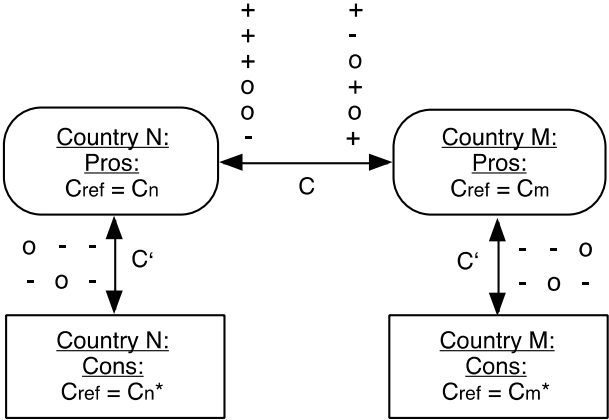 + +
+ -
+ o
o +
o o
- +
Country N:
Pros:
Cref = Cn
C
Country M:
Pros:
Cref = Cm
o - -
- o -
C‘
C‘
- - o
- o -
Country N:
Cons:
Cref = Cn*
Country M:
Cons:
Cref = Cm*